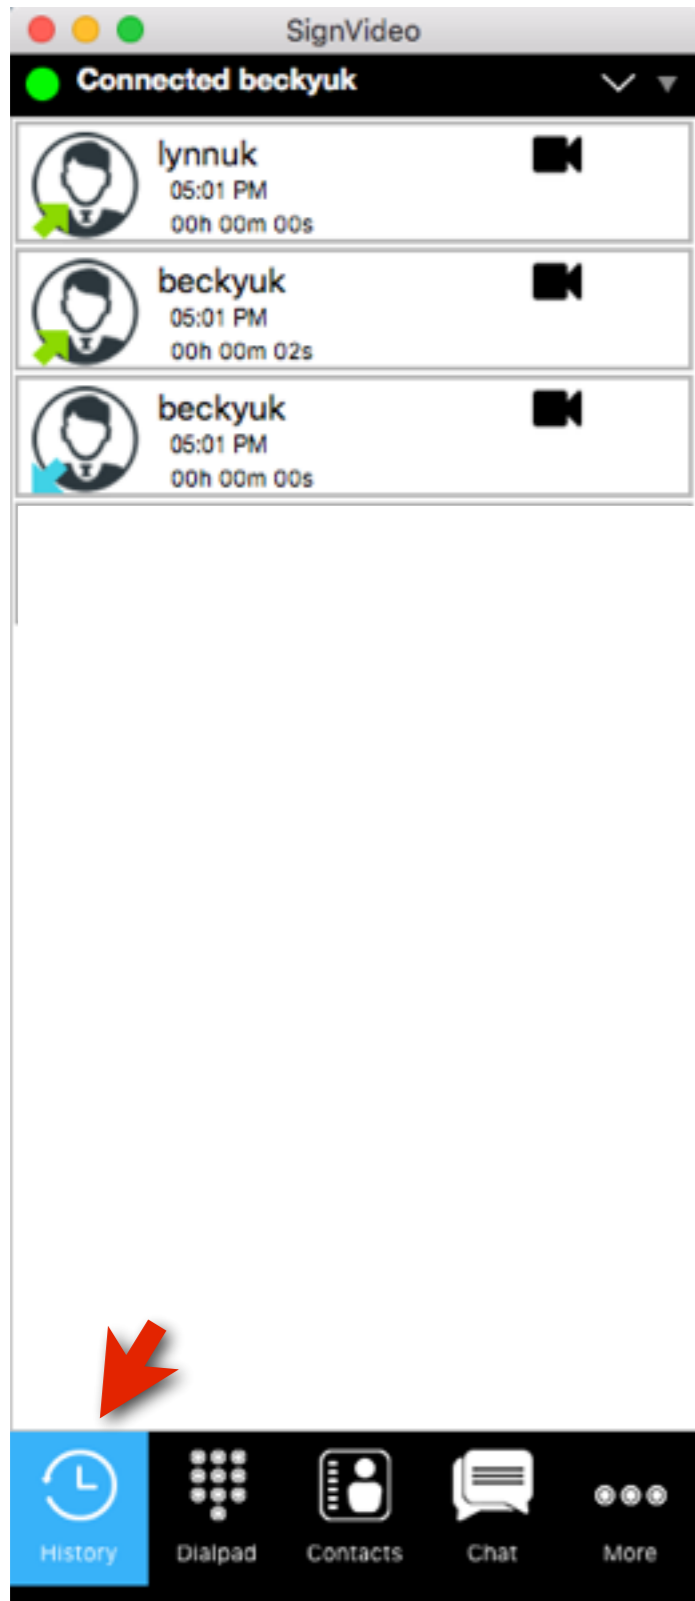 SignVideo
Connected beckyuk
lynnuk
05:01 PM
00h 00m 00s
beckyuk
05:01 PM
00h 00m 02s
beckyuk
05:01 PM
00h 00m 00s
History Dialpad Contacts Chat More